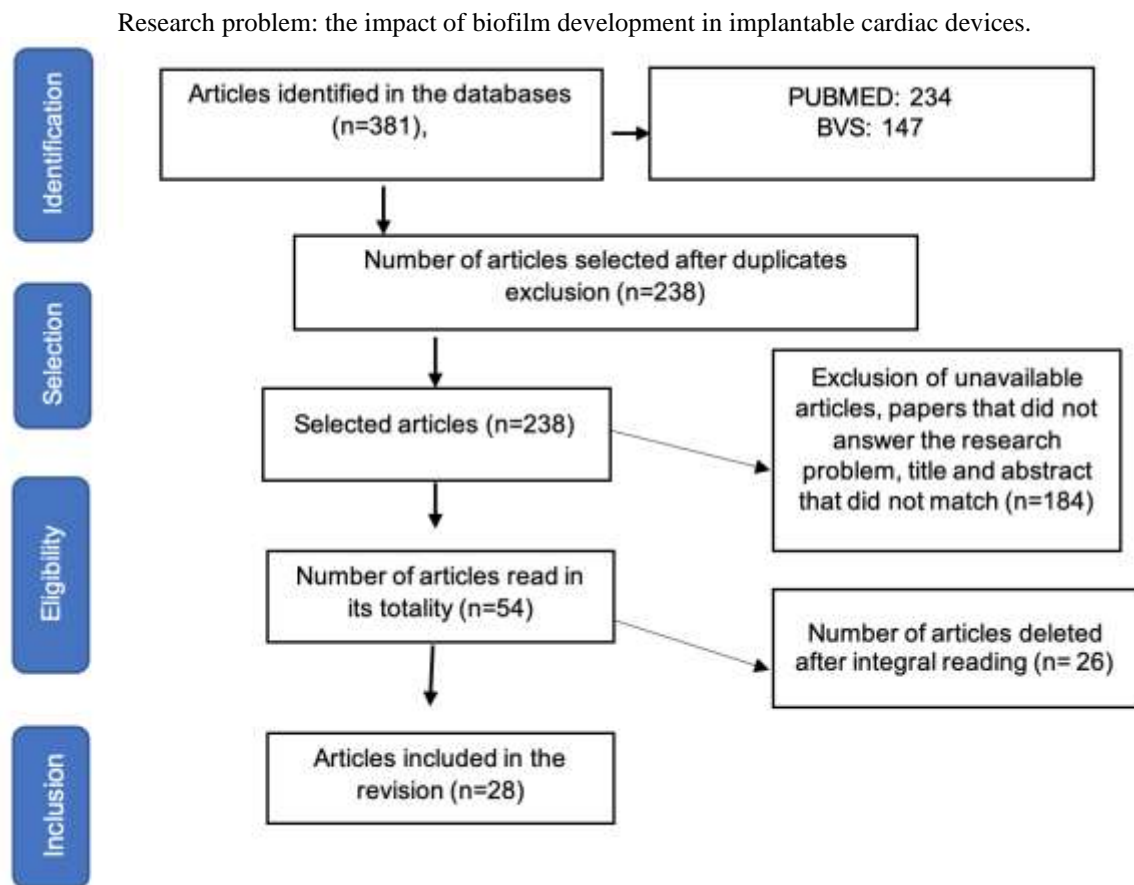 Research problem: the impact of biofilm development in implantable cardiac devices.
Identification
Articles identified in the databases
(n=381),
PUBMED: 234
BVS: 147
Number of articles selected after duplicates
exclusion (n=238)
Selection
Selected articles (n=238)
Exclusion of unavailable
articles, papers that did not
answer the research
problem, title and abstract
that did not match (n=184)
Eligibility
Number of articles read in
its totality (n=54)
Number of articles deleted
after integral reading (n= 26)
Inclusion
Articles included in the
revision (n=28)